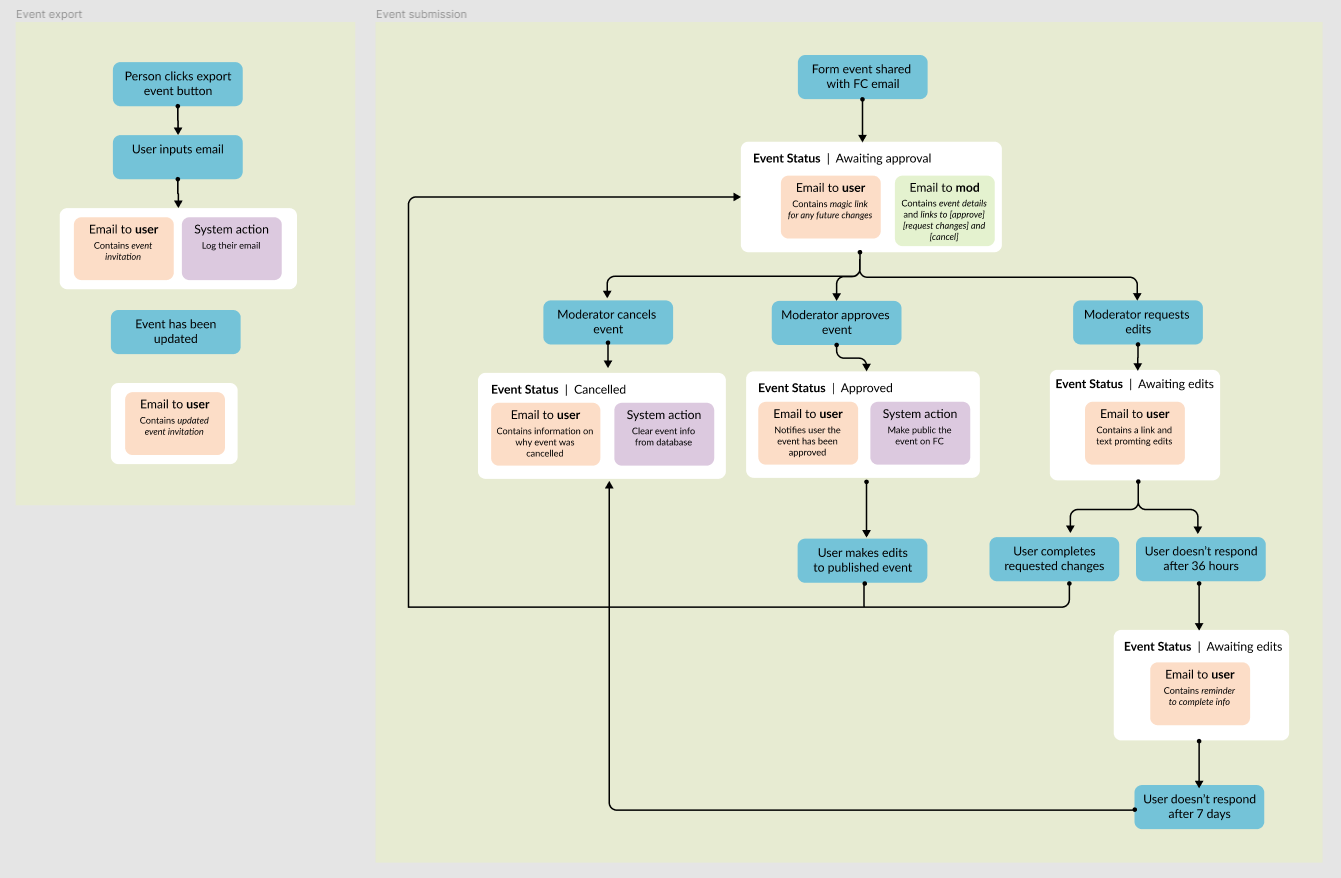 Event export
Person clicks export
event button
User inputs email
Email to user
Contains event
invitation
System action
Log their email
Event has been
updated
Email to user
Contains updated
event invitation
Event submission
Form event shared
with FC email
Event Status | Awaiting approval
Email to user
Contains magic link
for any future changes
Email to mod
Contains event details
and links to [approve]
[request changes] and
[cancel]
Moderator cancels
event
Moderator approves
event
Moderator requests
edits
Event Status | Cancelled
Email to user
Contains information on
why event was
cancelled
System action
Clear event info
from database
Event Status | Approved
Email to user
Notifies user the
event has been
approved
System action
Make public the
event on FC
Event Status | Awaiting edits
Email to user
Contains a link and
text promting edits
User makes edits
to published event
User completes
requested changes
User doesn't respond
after 36 hours
Event Status | Awaiting edits
Email to user
Contains reminder
to complete info
User doesn't respond
after 7 days